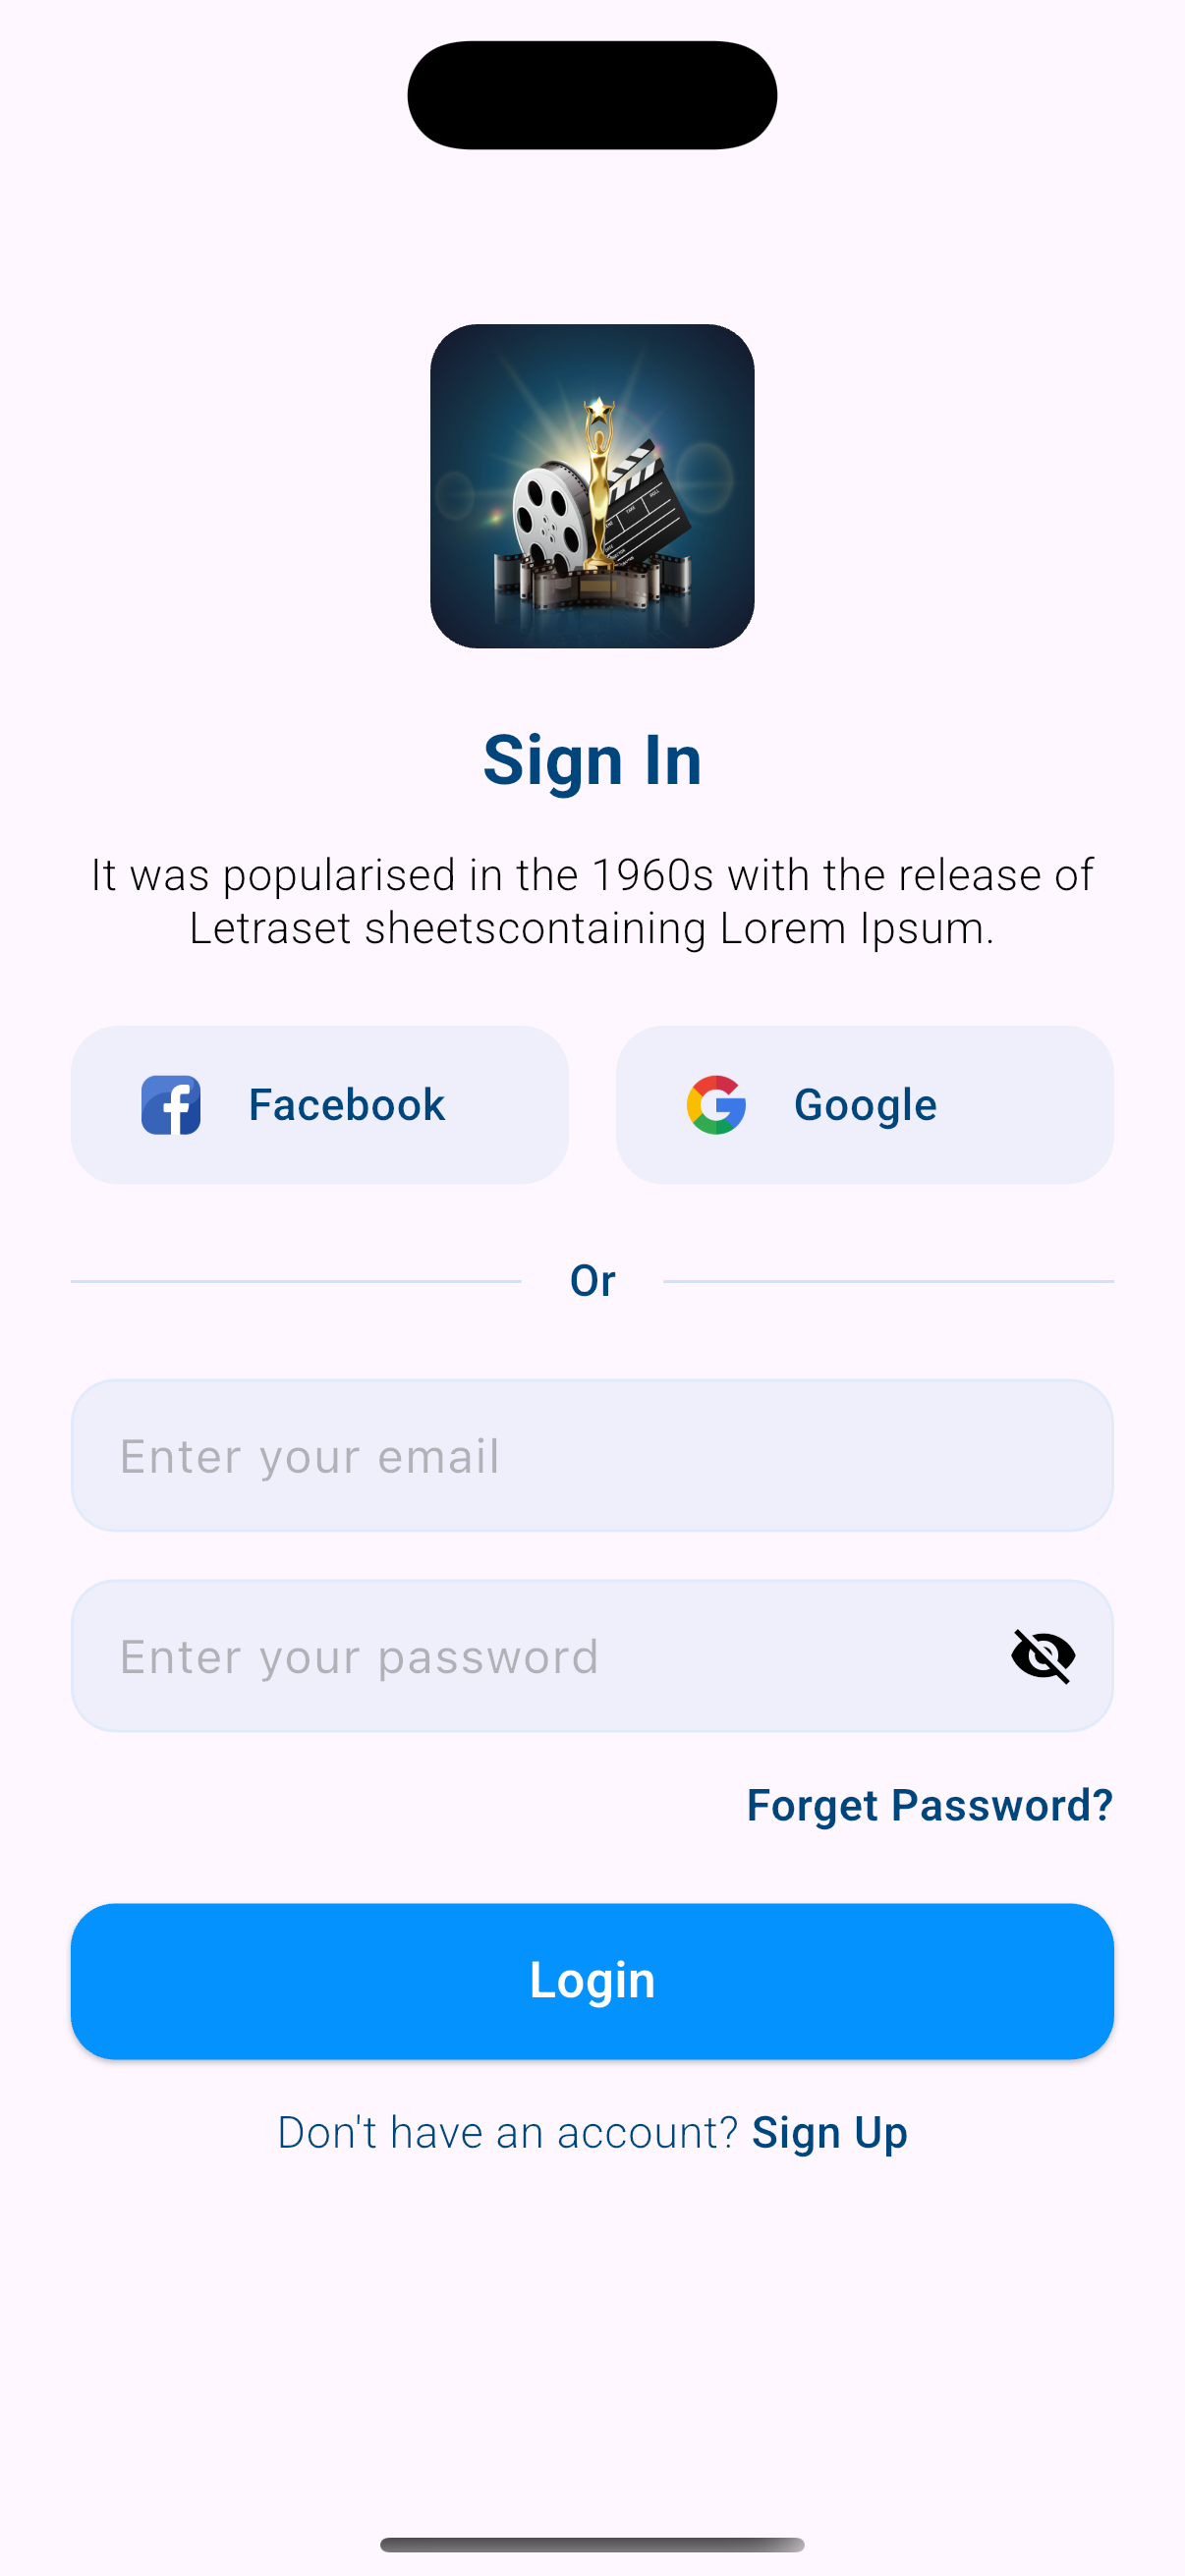 Sign In
It was popularised in the 1960s with the release of
Letraset sheetscontaining Lorem Ipsum.
Facebook
Google
Or
Enter your email
Enter your password
Forget Password?
Login
Don't have an account? Sign Up